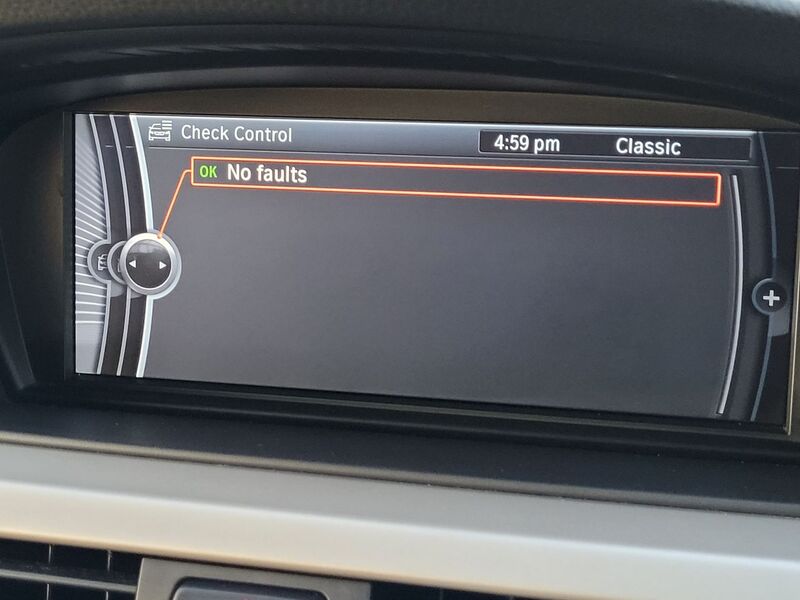 Check Control
4:59 pm
Classic
OK No faults